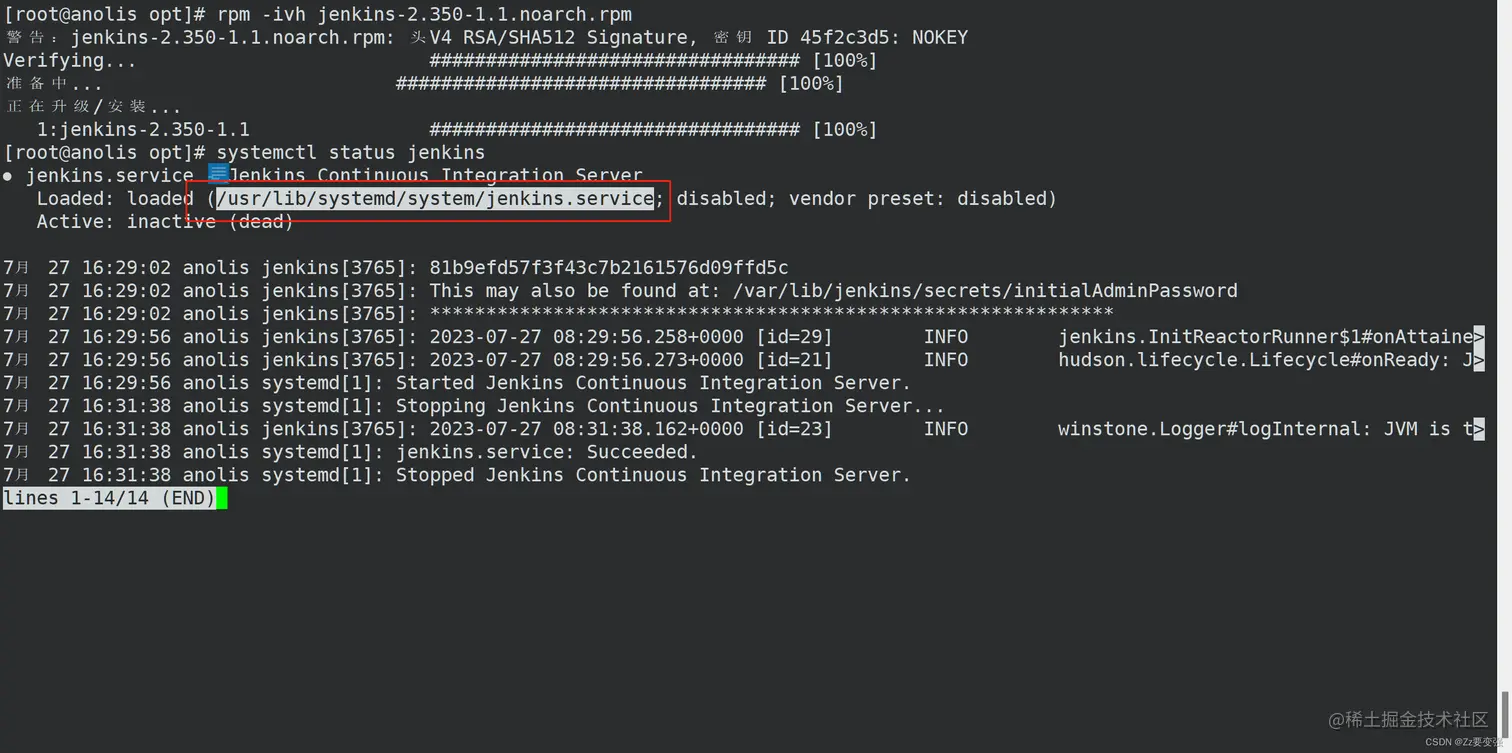 [root@anolis opt]# rpm -ivh jenkins-2.350-1.1.noarch.rpm
警告：jenkins-2.350-1.1.noarch.rpm: 头V4 RSA/SHA512 Signature, 密钥 ID 45f2c3d5: NOKEY
Verifying... ################################# [100%]
准备中... ################################# [100%]
正在升级/安装...
1:jenkins-2.350-1.1 ################################# [100%]
[root@anolis opt]# systemctl status jenkins
● jenkins.service Jenkins Continuous Integration Server
Loaded: loaded (/usr/lib/systemd/system/jenkins.service; disabled; vendor preset: disabled)
Active: inactive (dead)
7月 27 16:29:02 anolis jenkins[3765]: 81b9efd57f3f43c7b2161576d09ffd5c
7月 27 16:29:02 anolis jenkins[3765]: This may also be found at: /var/lib/jenkins/secrets/initialAdminPassword
7月 27 16:29:02 anolis jenkins[3765]: *************************************************************
7月 27 16:29:56 anolis jenkins[3765]: 2023-07-27 08:29:56.258+0000 [id=29] INFO jenkins.InitReactorRunner$1#onAttaine>
7月 27 16:29:56 anolis jenkins[3765]: 2023-07-27 08:29:56.273+0000 [id=21] INFO hudson.lifecycle.Lifecycle#onReady: J>
7月 27 16:29:56 anolis systemd[1]: Started Jenkins Continuous Integration Server.
7月 27 16:31:38 anolis systemd[1]: Stopping Jenkins Continuous Integration Server...
7月 27 16:31:38 anolis jenkins[3765]: 2023-07-27 08:31:38.162+0000 [id=23] INFO winstone.Logger#logInternal: JVM is t>
7月 27 16:31:38 anolis systemd[1]: jenkins.service: Succeeded.
7月 27 16:31:38 anolis systemd[1]: Stopped Jenkins Continuous Integration Server.
lines 1-14/14 (END)
@稀土掘金技术社区
CSDN @Zz要变强